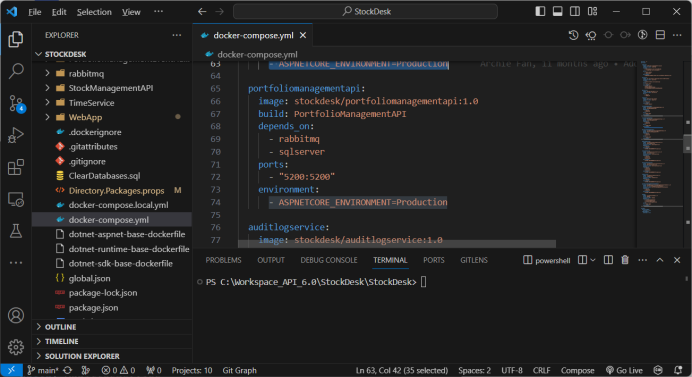 File Edit Selection View ... StockDesk
EXPLORER ...
STOCKDESK
rabbitmq
StockManagementAPI
TimeService
WebApp
.dockerignore
.gitattributes
.gitignore
ClearDatabases.sql
Directory.Packages.props M
docker-compose.local.yml
docker-compose.yml
dotnet-aspnet-base-dockerfile
dotnet-runtime-base-dockerfile
dotnet-sdk-base-dockerfile
global.json
package-lock.json
package.json
OUTLINE
TIMELINE
SOLUTION EXPLORER
docker-compose.yml
docker-compose.yml
63 - ASPNETCORE_ENVIRONMENT=Production Archie Pan, 11 months ago
64
65 portfoliomanagementapi:
66 image: stockdesk/portfoliomanagementapi:1.0
67 build: PortfolioManagementAPI
68 depends_on:
69 - rabbitmq
70 - sqlserver
71 ports:
72 - "5200:5200"
73 environment:
74 - ASPNETCORE_ENVIRONMENT=Production
75
76 auditlogservice:
77 image: stockdesk/auditlogservice:1.0
PROBLEMS OUTPUT DEBUG CONSOLE TERMINAL PORTS GITLENS powershell
PS C:\Workspace_API_6.0\StockDesk\StockDesk>
main* 0 0 0 Projects: 10 Git Graph Ln 63, Col 42 (35 selected) Spaces: 2 UTF-8 CRLF Compose Go Live